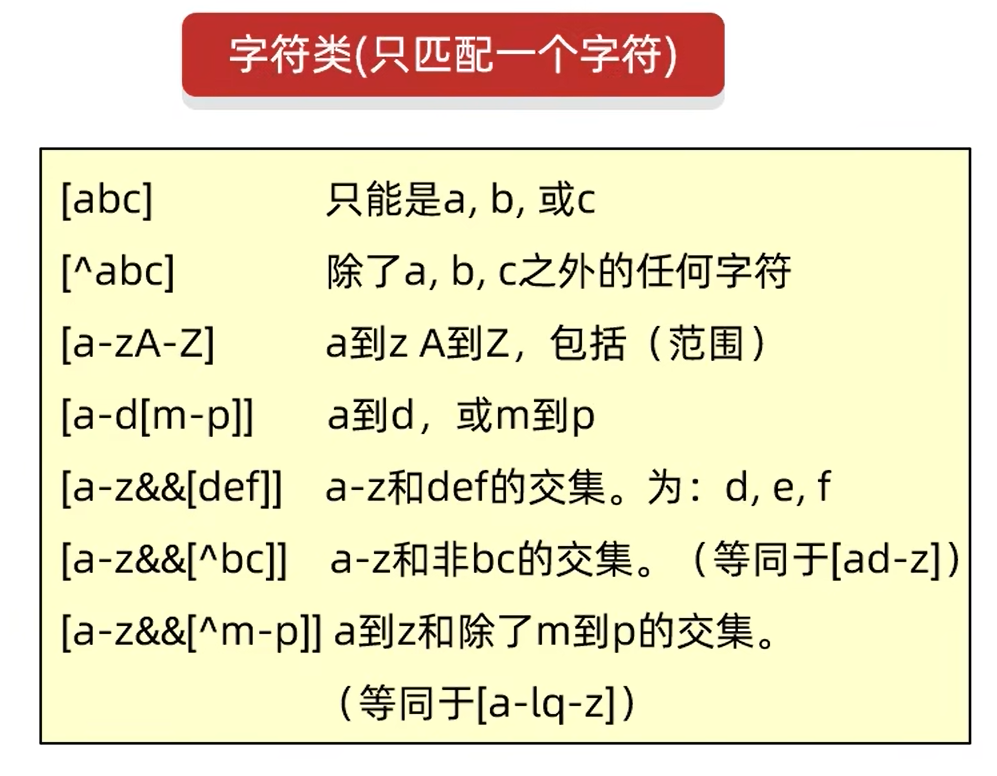 字符类(只匹配一个字符)
[abc] 只能是a, b, 或c
[^abc] 除了a, b, c之外的任何字符
[a-zA-Z] a到z A到Z，包括（范围）
[a-d[m-p]] a到d，或m到p
[a-z&&[def]] a-z和def的交集。为：d, e, f
[a-z&&[^bc]] a-z和非bc的交集。（等同于[ad-z]）
[a-z&&[^m-p]] a到z和除了m到p的交集。
（等同于[a-lq-z]）